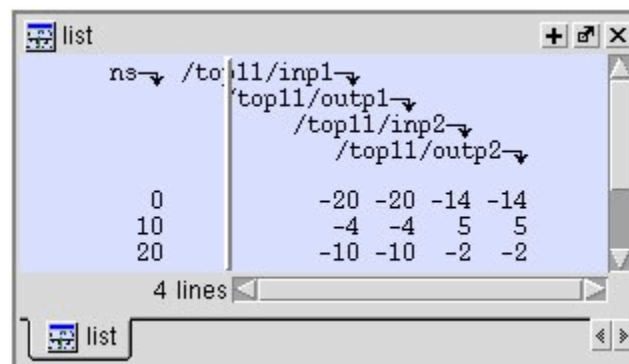 list
ns /top11/inp1
/top11/outp1
/top11/inp2
/top11/outp2
0 -20 -20 -14 -14
10 -4 -4 5 5
20 -10 -10 -2 -2
4 lines
list